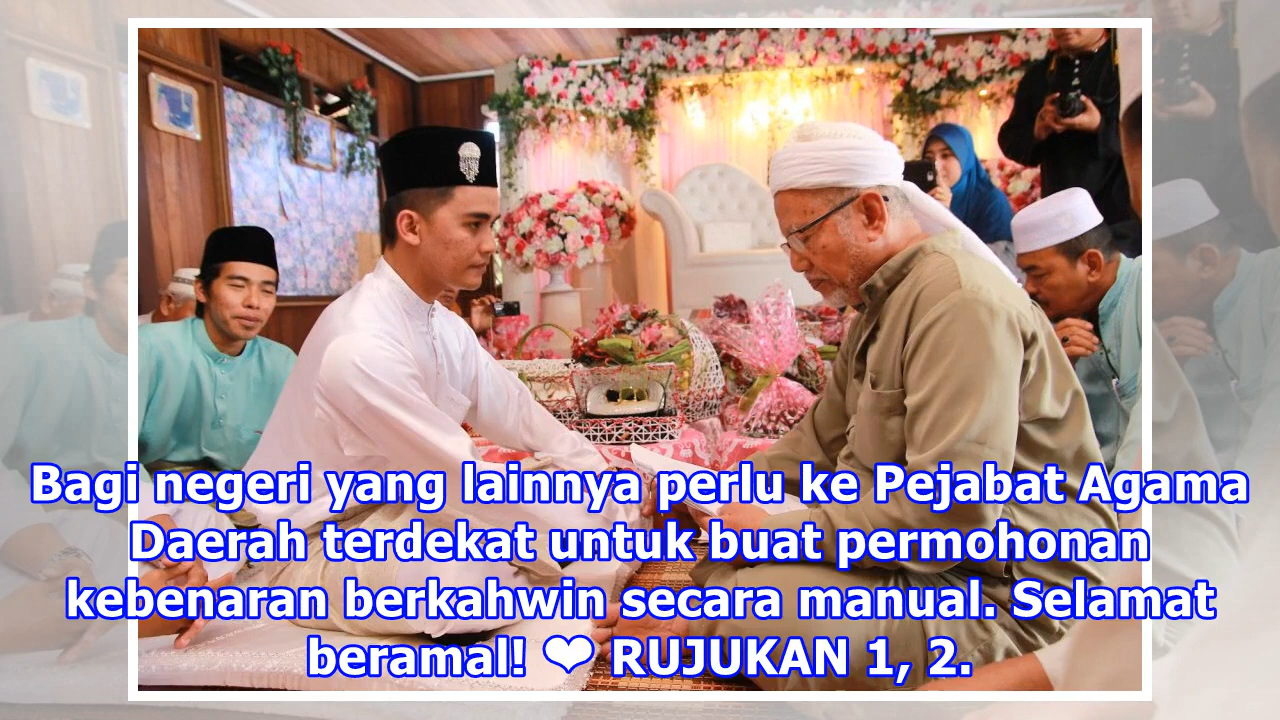 Bagi negeri yang lainnya perlu ke Pejabat Agama
Daerah terdekat untuk buat permohonan
kebenaran berkahwin secara manual. Selamat
beramal! ❤ RUJUKAN 1, 2.